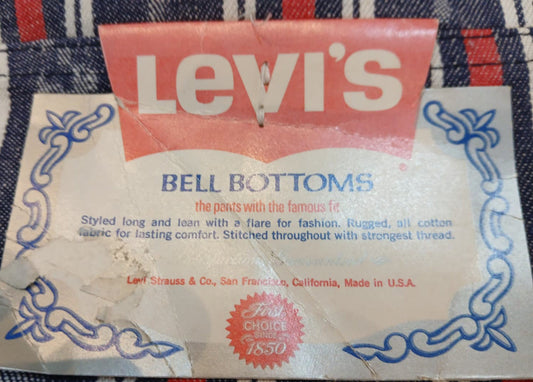 Levi's
®
BELL BOTTOMS
the pants with the famous fit
Styled long and lean with a flare for fashion. Rugged, all cotton
fabric for lasting comfort. Stitched throughout with strongest thread.
Levi Strauss & Co., San Francisco, California, Made in U.S.A.
First
CHOICE
SINCE
1850